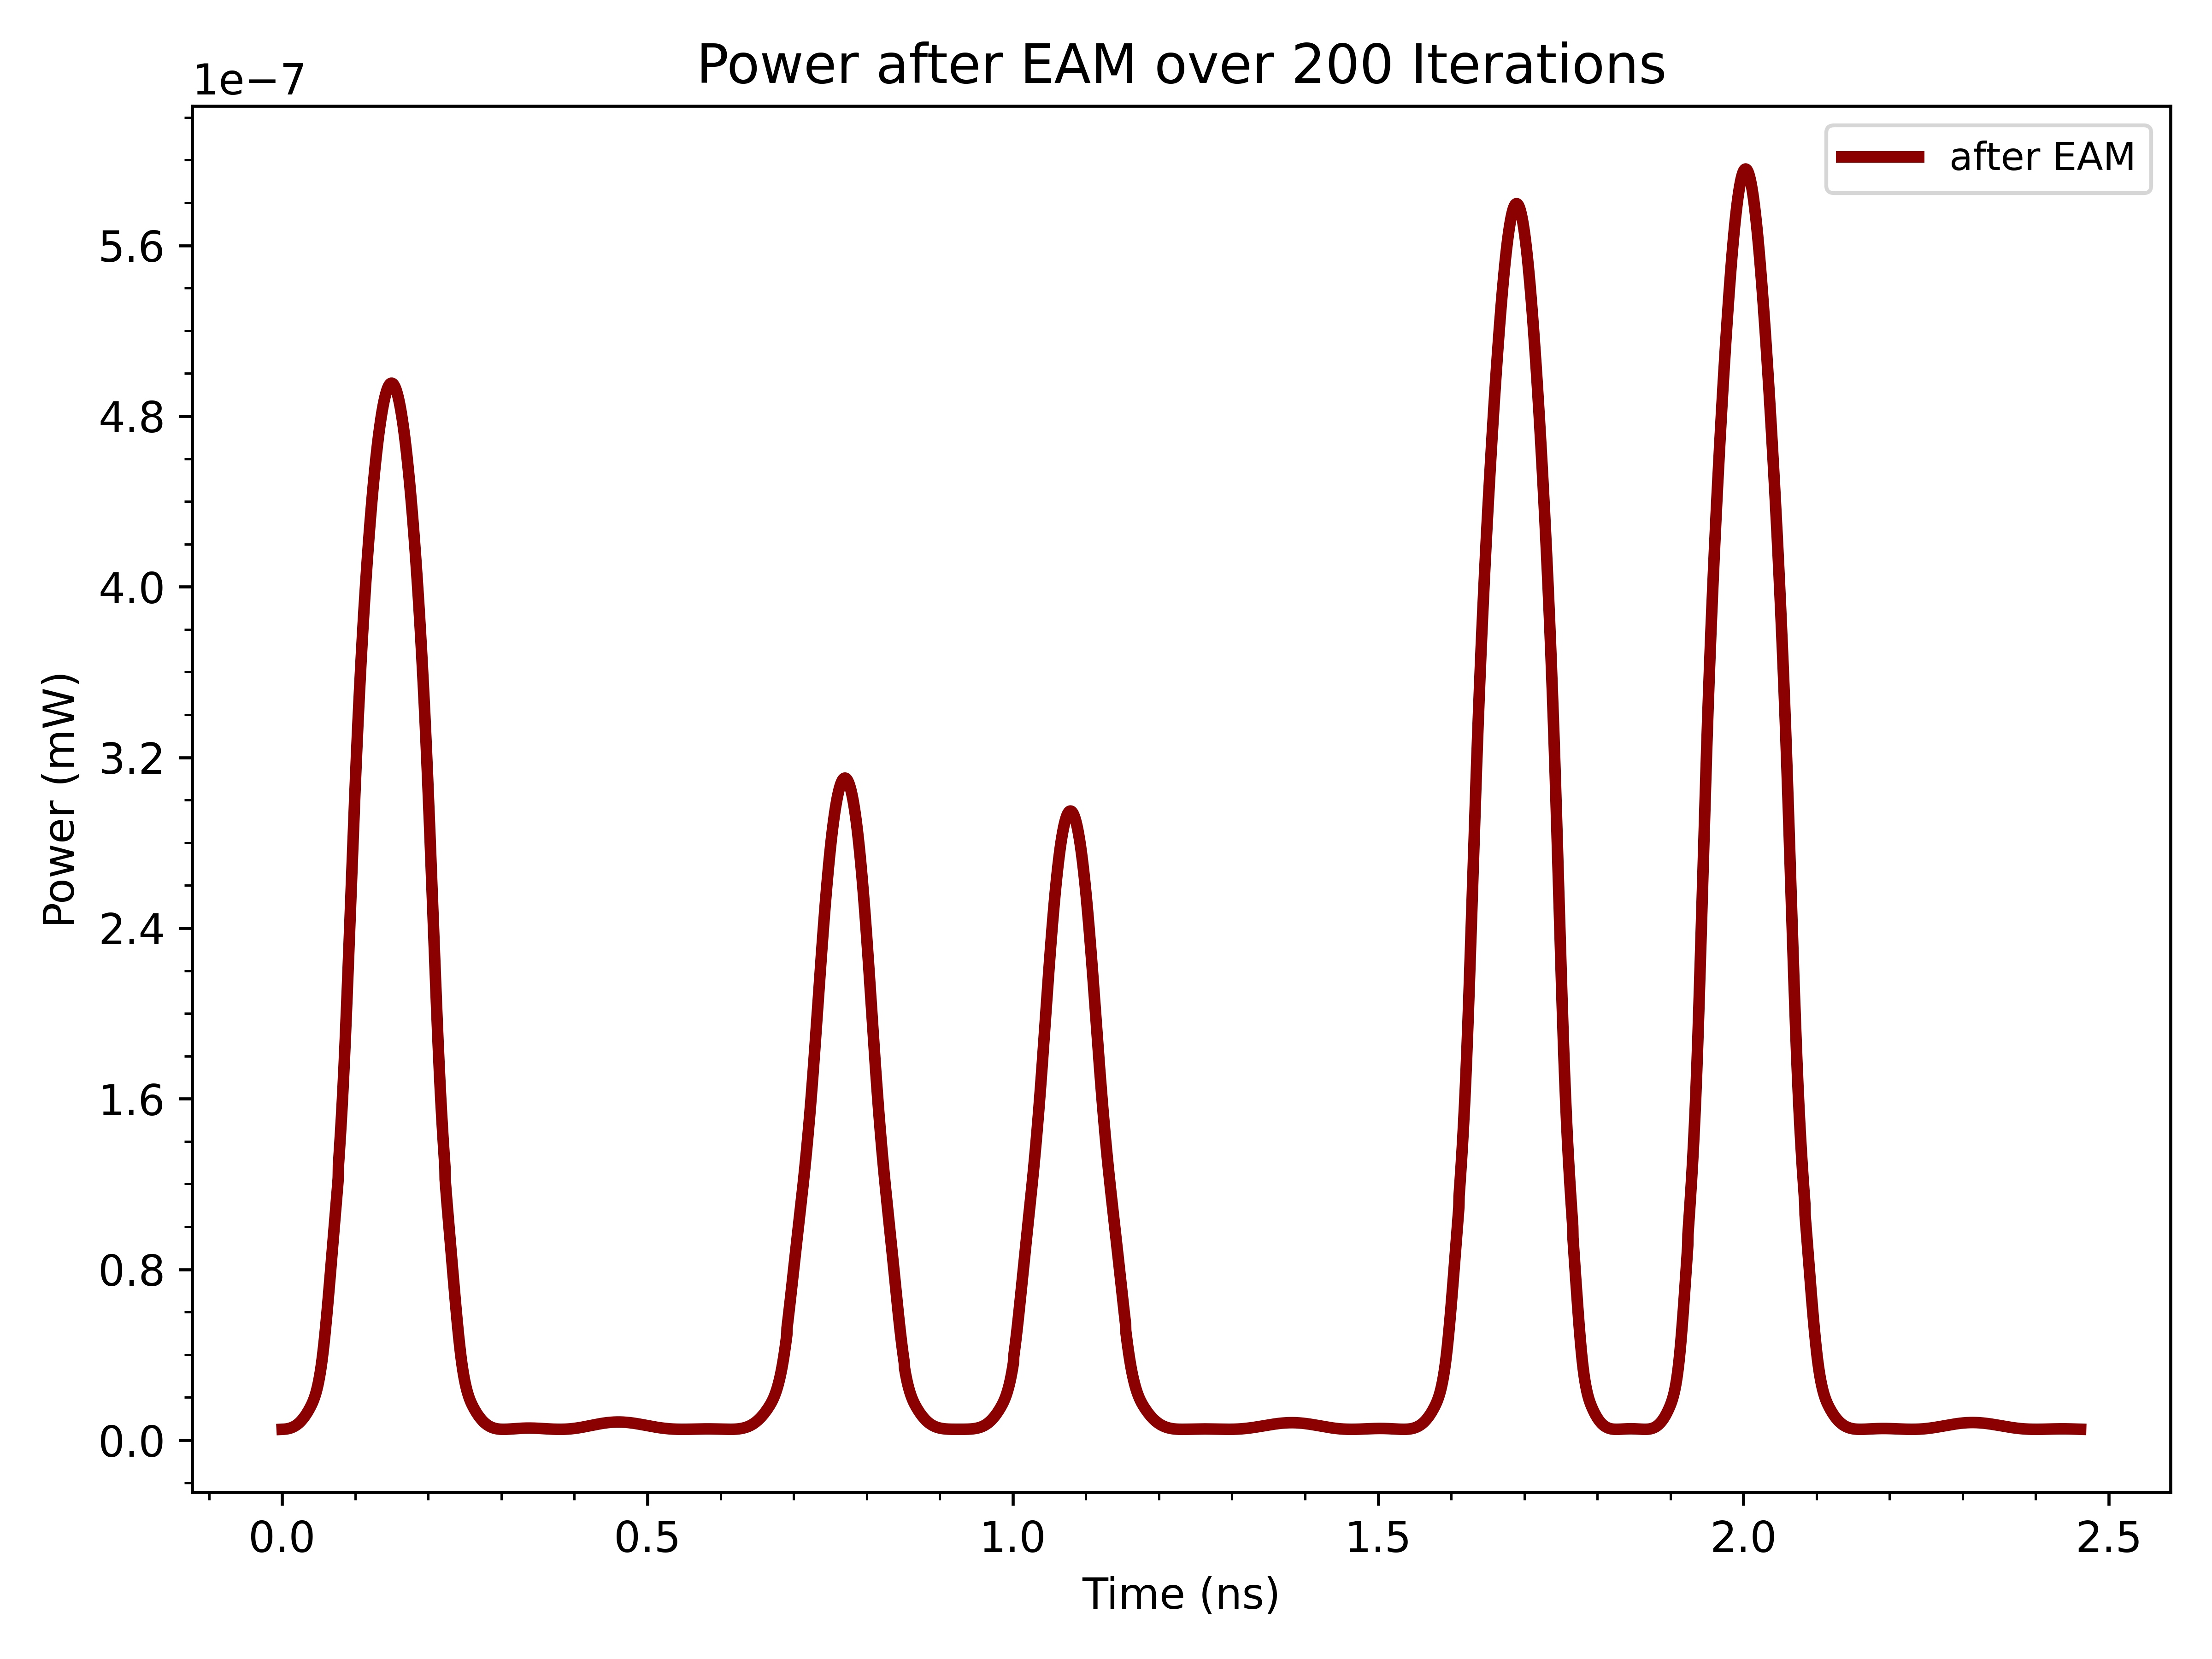 Power after EAM over 200 Iterations
1e−7
after EAM
5.6
4.8
4.0
3.2
2.4
1.6
0.8
0.0
Power (mW)
0.0 0.5 1.0 1.5 2.0 2.5
Time (ns)